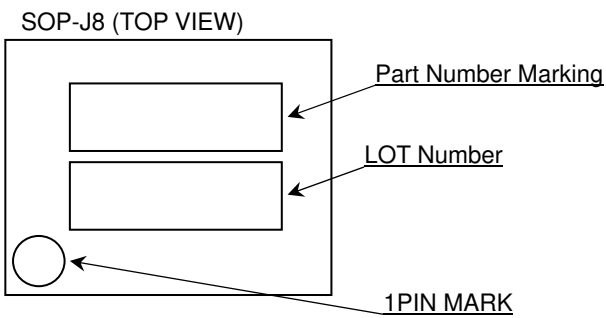 SOP-J8 (TOP VIEW)
Part Number Marking
LOT Number
1PIN MARK